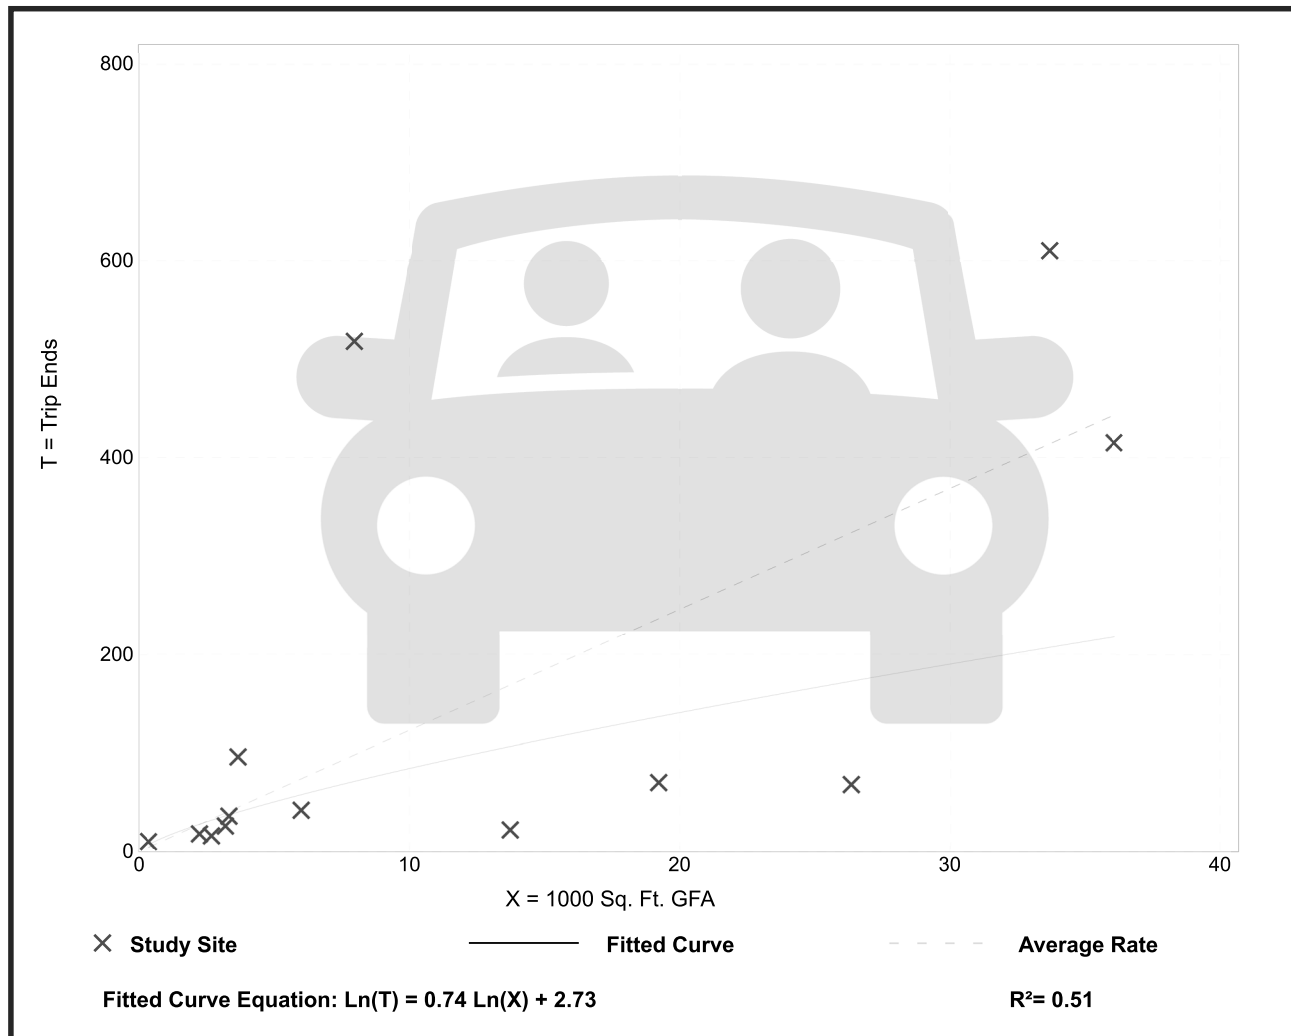 800
600
400
200
0
T = Trip Ends
0 10 20 30 40
X = 1000 Sq. Ft. GFA
Study Site Fitted Curve Average Rate
Fitted Curve Equation: Ln(T) = 0.74 Ln(X) + 2.73 R²= 0.51